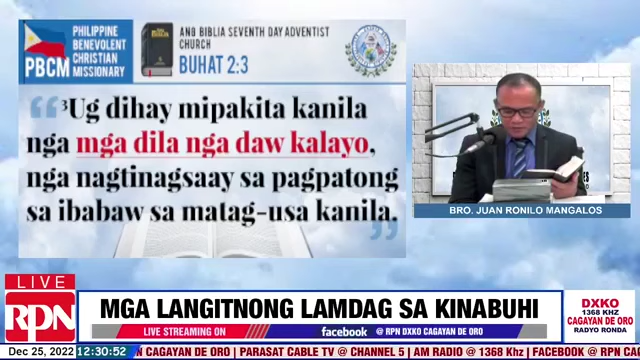 PBCM
PHILIPPINE
BENEVOLENT
CHRISTIAN
MISSIONARY
ANG BIBLIA SEVENTH DAY ADVENTIST
CHURCH
BUHAT 2:3
“³Ug dihay mipakita kanila
nga mga dila nga daw kalayo,
nga nagtinagsaay sa pagpatong
sa ibabaw sa matag-usa kanila.”
BRO. JUAN RONILO MANGALOS
LIVE
RPN
MGA LANGITNONG LAMDAG SA KINABUHI
LIVE STREAMING ON facebook @ RPN DXKO CAGAYAN DE ORO
DXKO
1368 KHZ
CAGAYAN DE ORO
RADYO RONDA
Dec 25, 2022 12:30:52 CAGAYAN DE ORO | PARASAT CABLE TV @ CHANNEL 5 | AM RADIO @ 1368 KHZ | FACEBOOK @ RPN DXKO CAG